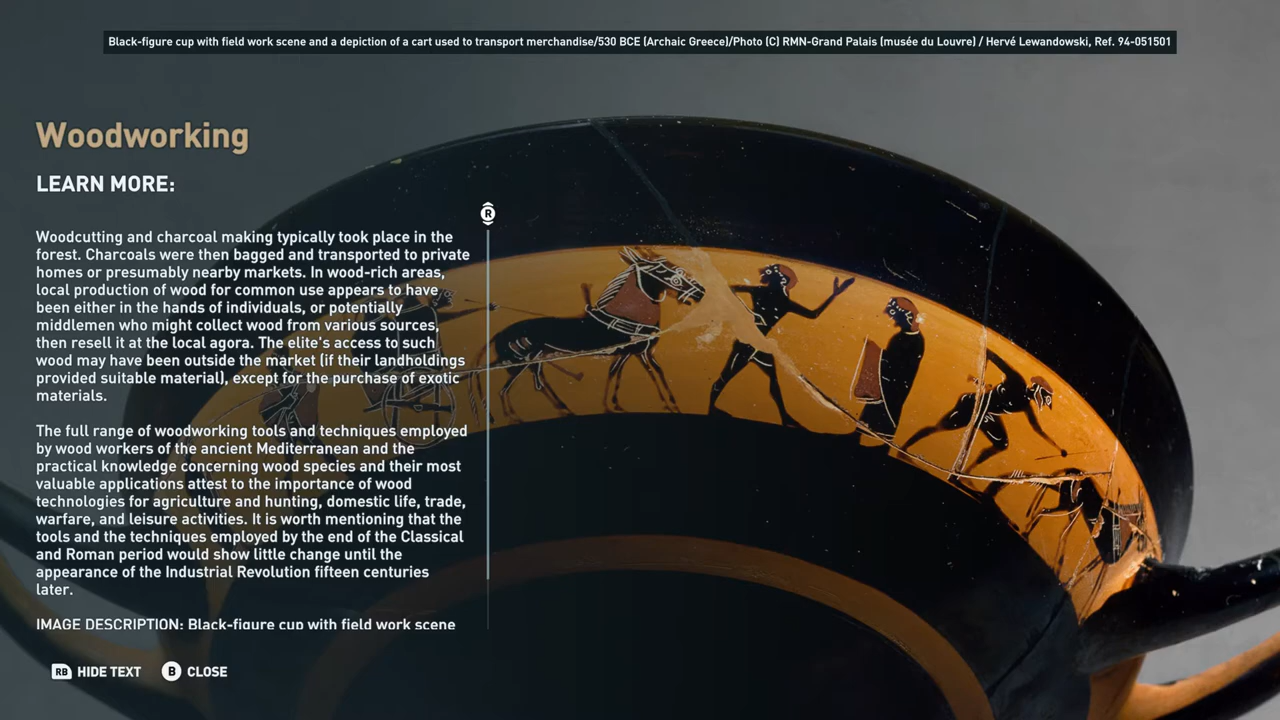 Black-figure cup with field work scene and a depiction of a cart used to transport merchandise/530 BCE (Archaic Greece)/Photo (C) RMN-Grand Palais (musée du Louvre) / Hervé Lewandowski, Ref. 94-051501
Woodworking
LEARN MORE:
R
Woodcutting and charcoal making typically took place in the
forest. Charcoals were then bagged and transported to private
homes or presumably nearby markets. In wood-rich areas,
local production of wood for common use appears to have
been either in the hands of individuals, or potentially
middlemen who might collect wood from various sources,
then resell it at the local agora. The elite's access to such
wood may have been outside the market (if their landholdings
provided suitable material), except for the purchase of exotic
materials.
The full range of woodworking tools and techniques employed
by wood workers of the ancient Mediterranean and the
practical knowledge concerning wood species and their most
valuable applications attest to the importance of wood
technologies for agriculture and hunting, domestic life, trade,
warfare, and leisure activities. It is worth mentioning that the
tools and the techniques employed by the end of the Classical
and Roman period would show little change until the
appearance of the Industrial Revolution fifteen centuries
later.
IMAGE DESCRIPTION: Black-figure cup with field work scene
RB HIDE TEXT B CLOSE